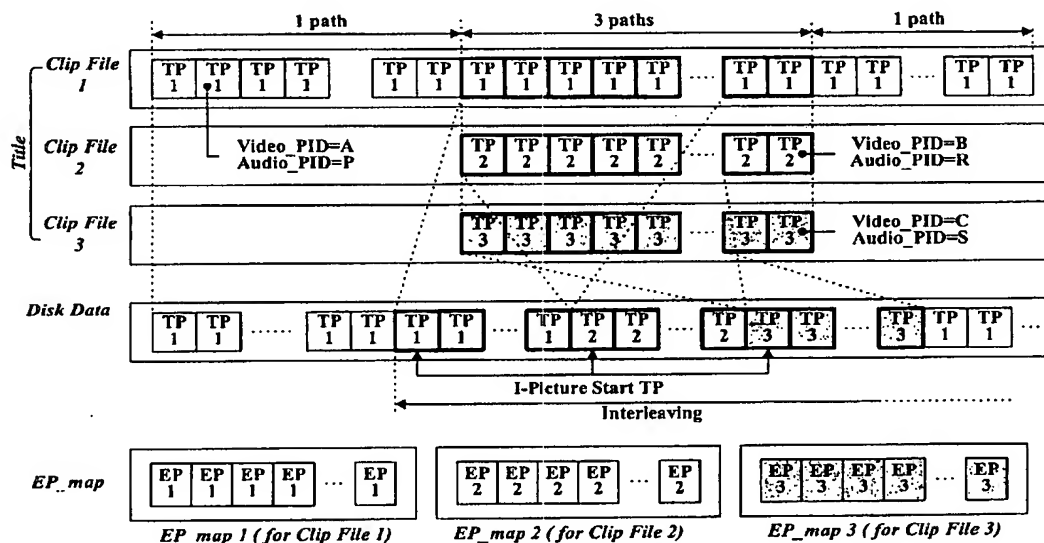 1 path 3 paths 1 path
Clip File 1 TP 1 TP 1 TP 1 TP 1 TP 1 TP 1 TP 1 TP 1 TP 1 TP 1 TP 1 TP 1 TP 1 TP 1 TP 1 TP 1 TP 1
Title
Video_PID=A
Audio_PID=P
Clip File 2 TP 2 TP 2 TP 2 TP 2 TP 2 TP 2 TP 2
Video_PID=B
Audio_PID=R
Clip File 3 TP 3 TP 3 TP 3 TP 3 TP 3 TP 3 TP 3
Video_PID=C
Audio_PID=S
Disk Data TP 1 TP 1 TP 1 TP 1 TP 1 TP 1 TP 1 TP 2 TP 2 TP 2 TP 3 TP 3 TP 3 TP 1 TP 1
I-Picture Start TP
Interleaving
EP_map EP 1 EP 1 EP 1 EP 1 EP 1 EP 2 EP 2 EP 2 EP 2 EP 2 EP 3 EP 3 EP 3 EP 3 EP 3
EP_map 1 ( for Clip File 1) EP_map 2 ( for Clip File 2) EP_map 3 ( for Clip File 3)